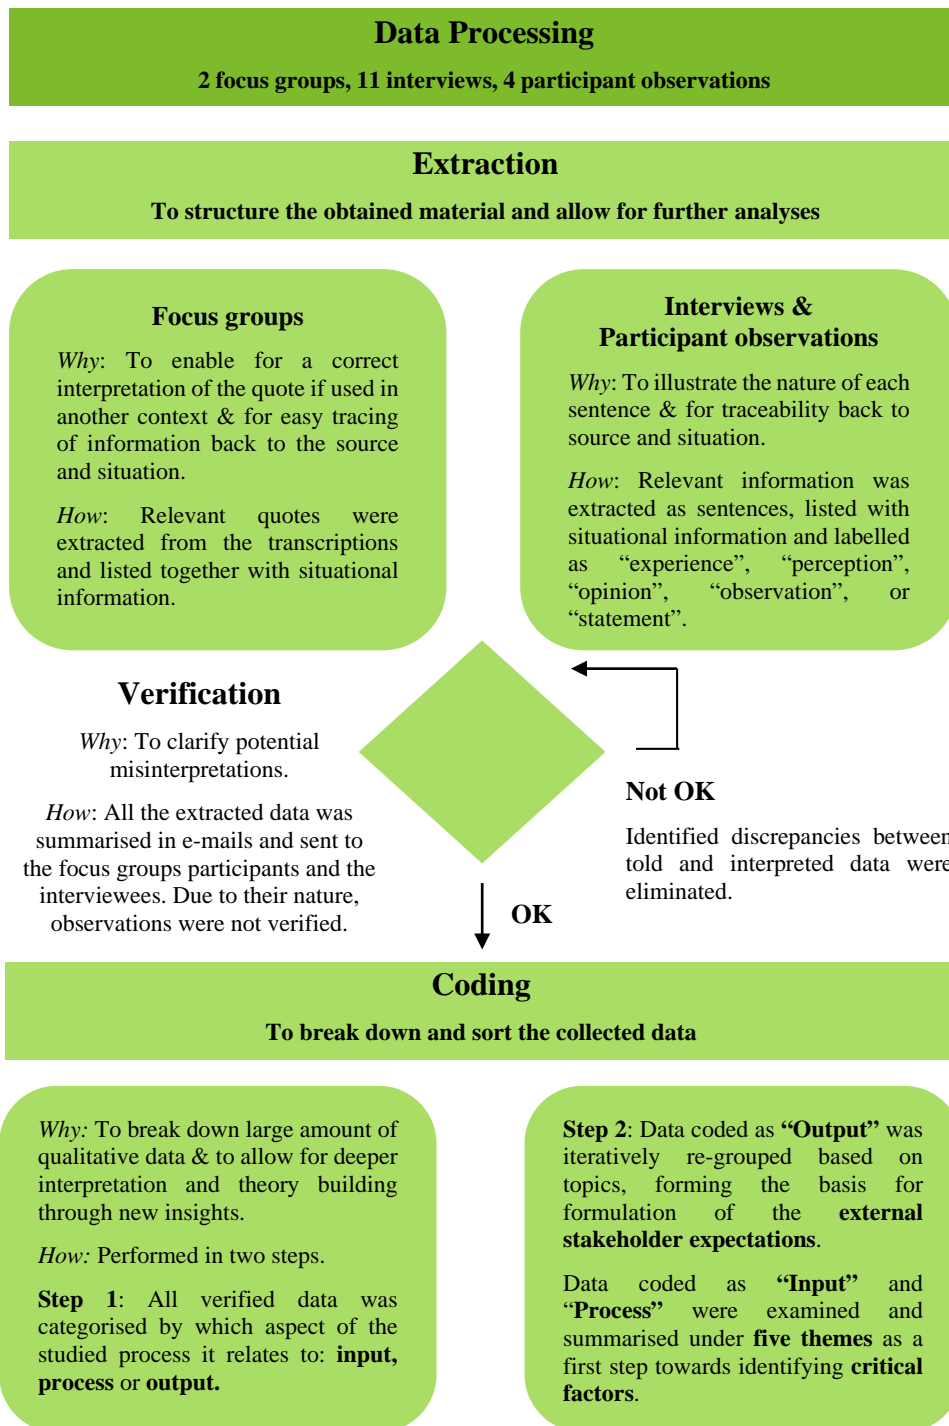 Data Processing
2 focus groups, 11 interviews, 4 participant observations
Extraction
To structure the obtained material and allow for further analyses
Focus groups
Why: To enable for a correct
interpretation of the quote if used in
another context & for easy tracing
of information back to the source
and situation.
How: Relevant quotes were
extracted from the transcriptions
and listed together with situational
information.
Interviews &
Participant observations
Why: To illustrate the nature of each
sentence & for traceability back to
source and situation.
How: Relevant information was
extracted as sentences, listed with
situational information and labelled
as “experience”, “perception”,
“opinion”, “observation”, or
“statement”.
Verification
Why: To clarify potential
misinterpretations.
How: All the extracted data was
summarised in e-mails and sent to
the focus groups participants and the
interviewees. Due to their nature,
observations were not verified.
Not OK
Identified discrepancies between
told and interpreted data were
eliminated.
OK
Coding
To break down and sort the collected data
Why: To break down large amount of
qualitative data & to allow for deeper
interpretation and theory building
through new insights.
How: Performed in two steps.
Step 1: All verified data was
categorised by which aspect of the
studied process it relates to: input,
process or output.
Step 2: Data coded as “Output” was
iteratively re-grouped based on
topics, forming the basis for
formulation of the external
stakeholder expectations.
Data coded as “Input” and
“Process” were examined and
summarised under five themes as a
first step towards identifying critical
factors.